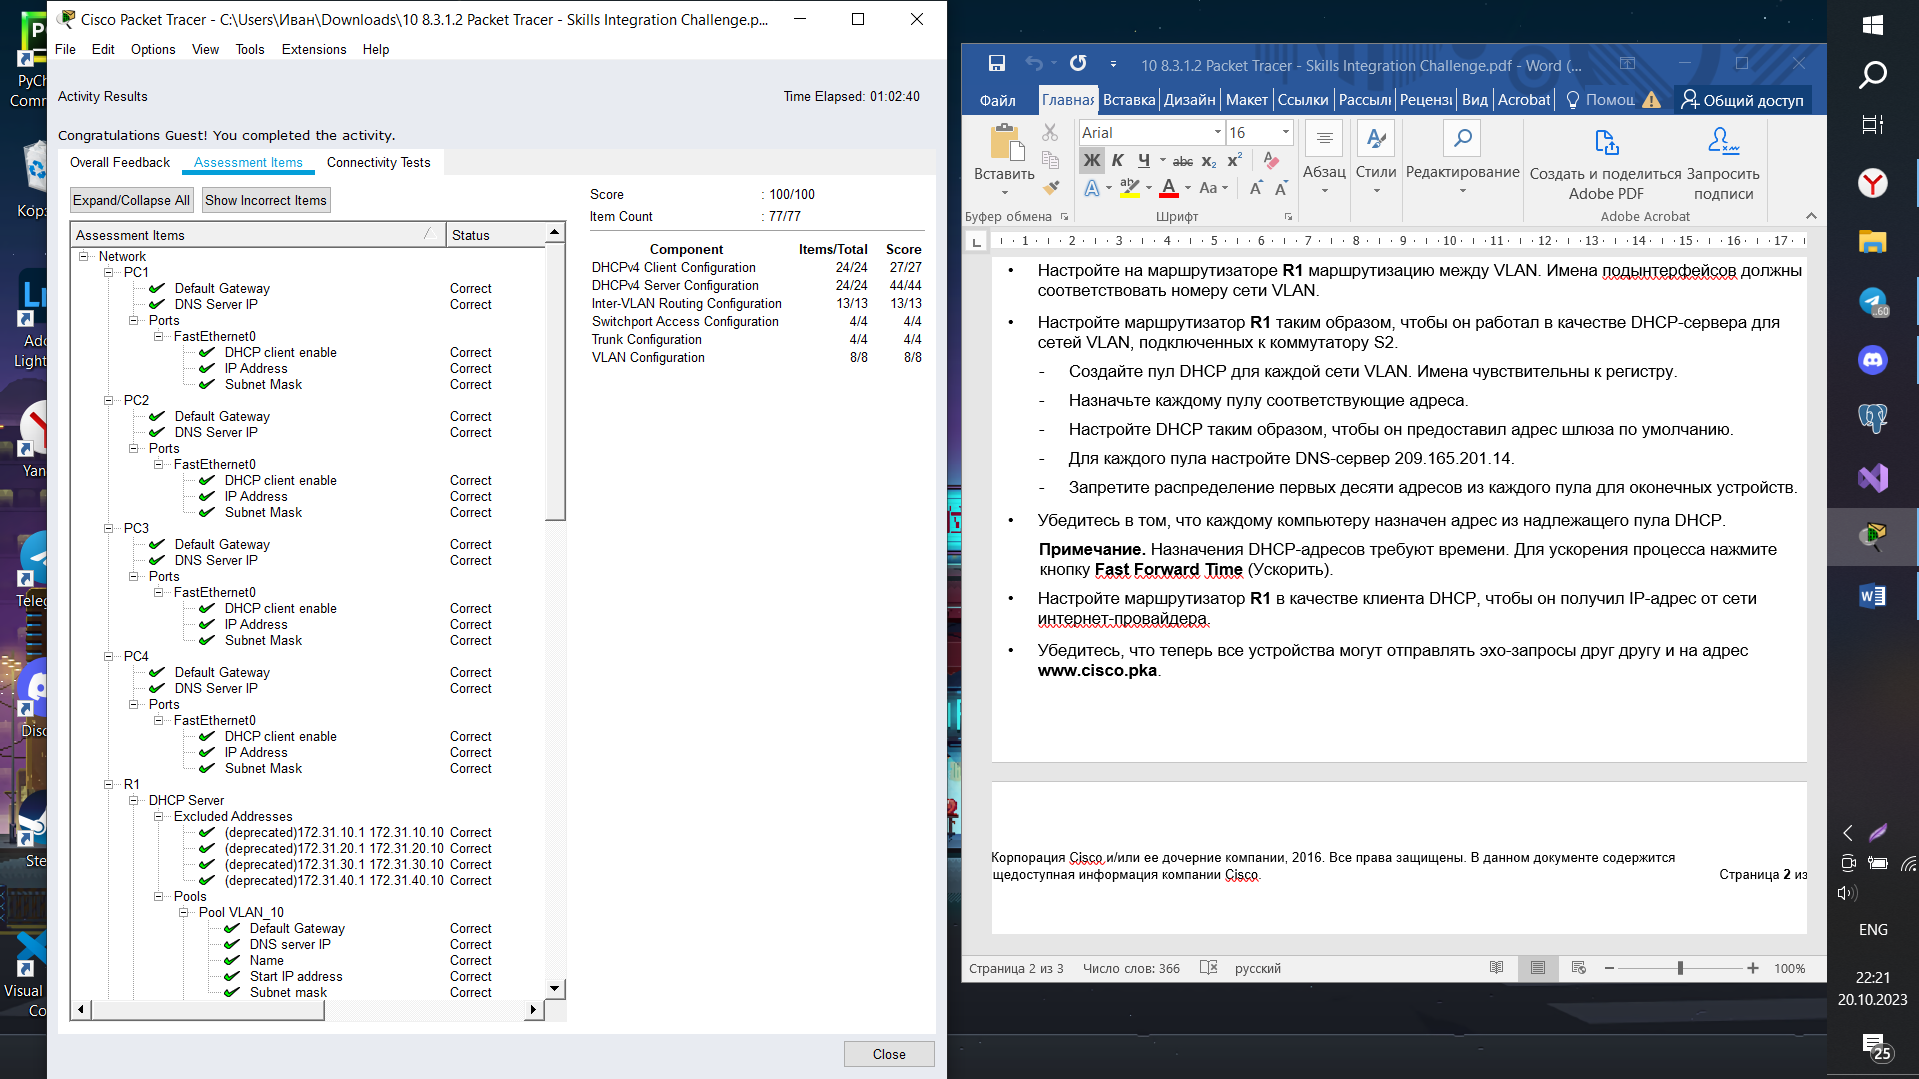 Cisco Packet Tracer - C:\Users\Иван\Downloads\10 8.3.1.2 Packet Tracer - Skills Integration Challenge.p...
File Edit Options View Tools Extensions Help
Activity Results
Time Elapsed: 01:02:40
Congratulations Guest! You completed the activity.
Overall Feedback Assessment Items Connectivity Tests
Expand/Collapse All Show Incorrect Items
Assessment Items Status
Network
PC1
Default Gateway Correct
DNS Server IP Correct
Ports
FastEthernet0
DHCP client enable Correct
IP Address Correct
Subnet Mask Correct
PC2
Default Gateway Correct
DNS Server IP Correct
Ports
FastEthernet0
DHCP client enable Correct
IP Address Correct
Subnet Mask Correct
PC3
Default Gateway Correct
DNS Server IP Correct
Ports
FastEthernet0
DHCP client enable Correct
IP Address Correct
Subnet Mask Correct
PC4
Default Gateway Correct
DNS Server IP Correct
Ports
FastEthernet0
DHCP client enable Correct
IP Address Correct
Subnet Mask Correct
R1
DHCP Server
Excluded Addresses
(deprecated)172.31.10.1 172.31.10.10 Correct
(deprecated)172.31.20.1 172.31.20.10 Correct
(deprecated)172.31.30.1 172.31.30.10 Correct
(deprecated)172.31.40.1 172.31.40.10 Correct
Pools
Pool VLAN_10
Default Gateway Correct
DNS server IP Correct
Name Correct
Start IP address Correct
Subnet mask Correct
Score : 100/100
Item Count : 77/77
Component Items/Total Score
DHCPv4 Client Configuration 24/24 27/27
DHCPv4 Server Configuration 24/24 44/44
Inter-VLAN Routing Configuration 13/13 13/13
Switchport Access Configuration 4/4 4/4
Trunk Configuration 4/4 4/4
VLAN Configuration 8/8 8/8
Close
10 8.3.1.2 Packet Tracer - Skills Integration Challenge.pdf - Word (...
Файл Главная Вставка Дизайн Макет Ссылки Рассыл Реценз Вид Acrobat Помощ Общий доступ
Вставить
Arial 16
Ж К Ч abc x₂ x²
Абзац Стили Редактирование
Создать и поделиться Adobe PDF
Запросить подписи
Буфер обмена Шрифт Adobe Acrobat
1 2 3 4 5 6 7 8 9 10 11 12 13 14 15 16 17
• Настройте на маршрутизаторе R1 маршрутизацию между VLAN. Имена подынтерфейсов должны
соответствовать номеру сети VLAN.
• Настройте маршрутизатор R1 таким образом, чтобы он работал в качестве DHCP-сервера для
сетей VLAN, подключенных к коммутатору S2.
- Создайте пул DHCP для каждой сети VLAN. Имена чувствительны к регистру.
- Назначьте каждому пулу соответствующие адреса.
- Настройте DHCP таким образом, чтобы он предоставил адрес шлюза по умолчанию.
- Для каждого пула настройте DNS-сервер 209.165.201.14.
- Запретите распределение первых десяти адресов из каждого пула для оконечных устройств.
• Убедитесь в том, что каждому компьютеру назначен адрес из надлежащего пула DHCP.
Примечание. Назначения DHCP-адресов требуют времени. Для ускорения процесса нажмите
кнопку Fast Forward Time (Ускорить).
• Настройте маршрутизатор R1 в качестве клиента DHCP, чтобы он получил IP-адрес от сети
интернет-провайдера.
• Убедитесь, что теперь все устройства могут отправлять эхо-запросы друг другу и на адрес
www.cisco.pka.
Корпорация Cisco и/или ее дочерние компании, 2016. Все права защищены. В данном документе содержится
щедоступная информация компании Cisco.
Страница 2 из
Страница 2 из 3 Число слов: 366 русский 100%
.60
ENG
22:21
20.10.2023
25
PyCh
Comm
Корз
Lr
Ado
Light
Yan
Teleg
Disc
Ste
Visual
Co